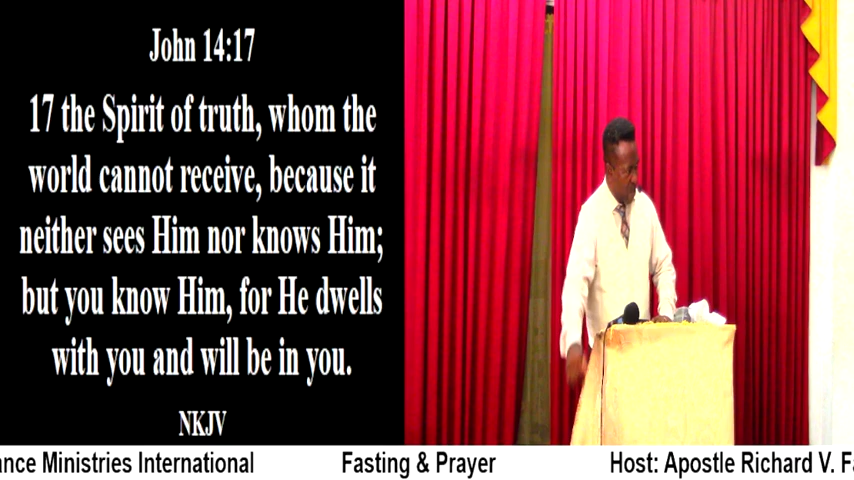 John 14:17
17 the Spirit of truth, whom the
world cannot receive, because it
neither sees Him nor knows Him;
but you know Him, for He dwells
with you and will be in you.
NKJV
Ministries International Fasting & Prayer Host: Apostle Richard V.